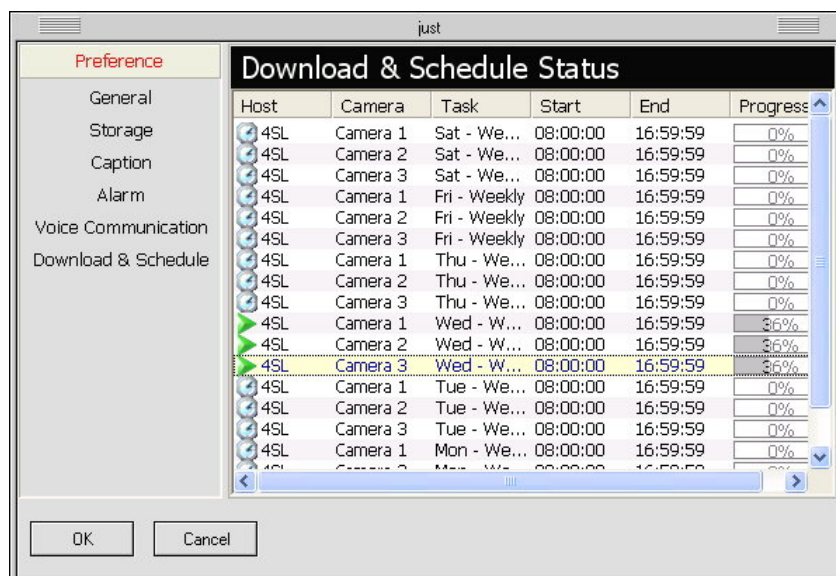 just
Preference
General
Storage
Caption
Alarm
Voice Communication
Download & Schedule
Download & Schedule Status
Host Camera Task Start End Progress
4SL Camera 1 Sat - We... 08:00:00 16:59:59 0%
4SL Camera 2 Sat - We... 08:00:00 16:59:59 0%
4SL Camera 3 Sat - We... 08:00:00 16:59:59 0%
4SL Camera 1 Fri - Weekly 08:00:00 16:59:59 0%
4SL Camera 2 Fri - Weekly 08:00:00 16:59:59 0%
4SL Camera 3 Fri - Weekly 08:00:00 16:59:59 0%
4SL Camera 1 Thu - We... 08:00:00 16:59:59 0%
4SL Camera 2 Thu - We... 08:00:00 16:59:59 0%
4SL Camera 3 Thu - We... 08:00:00 16:59:59 0%
4SL Camera 1 Wed - W... 08:00:00 16:59:59 36%
4SL Camera 2 Wed - W... 08:00:00 16:59:59 36%
4SL Camera 3 Wed - W... 08:00:00 16:59:59 36%
4SL Camera 1 Tue - We... 08:00:00 16:59:59 0%
4SL Camera 2 Tue - We... 08:00:00 16:59:59 0%
4SL Camera 3 Tue - We... 08:00:00 16:59:59 0%
4SL Camera 1 Mon - We... 08:00:00 16:59:59 0%
OK Cancel